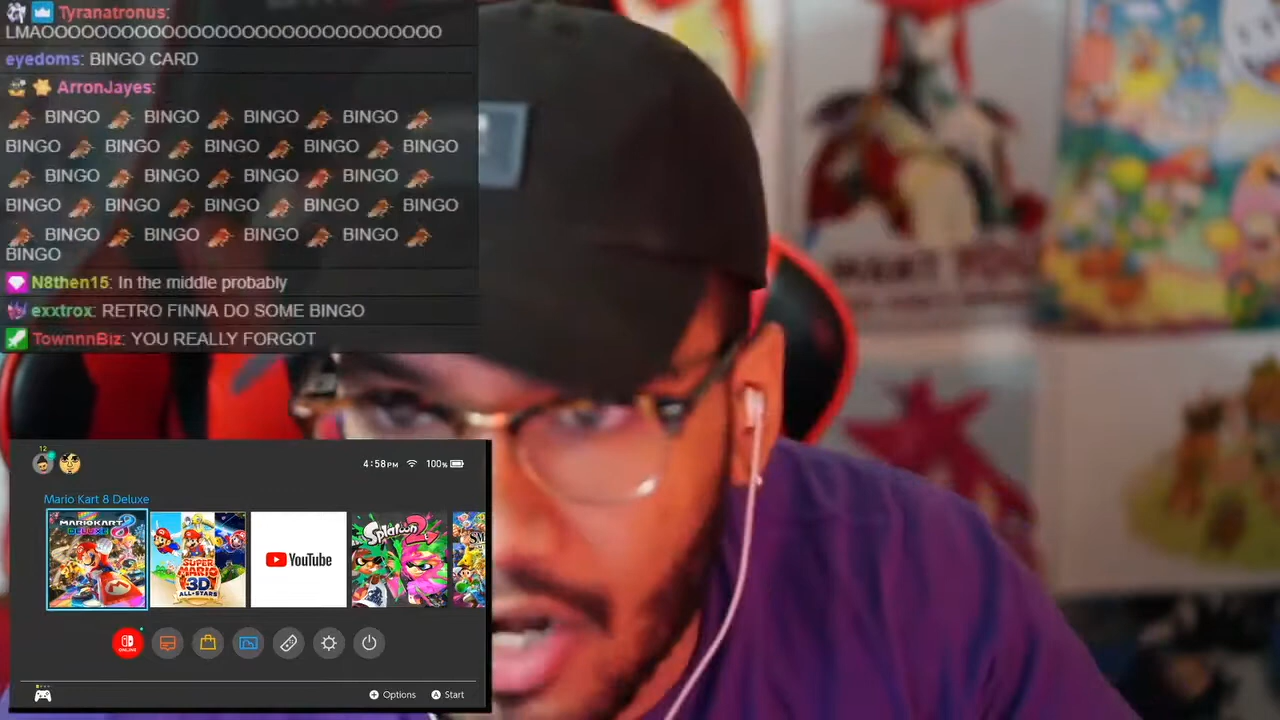 Tyranatronus:
LMAOOOOOOOOOOOOOOOOOOOOOOOOOOOOOO
eyedoms: BINGO CARD
ArronJayes:
BINGO BINGO BINGO BINGO
BINGO BINGO BINGO BINGO BINGO
BINGO BINGO BINGO BINGO
BINGO BINGO BINGO BINGO BINGO
BINGO BINGO BINGO BINGO
BINGO
N8then15: In the middle probably
exxtrox: RETRO FINNA DO SOME BINGO
TownnnBiz: YOU REALLY FORGOT
12
4:58PM 100%
Mario Kart 8 Deluxe
MARIOKART 8
DELUXE
SUPER
MARIO
3D
ALL-STARS
YouTube
Splatoon 2
ONLINE
Options Start